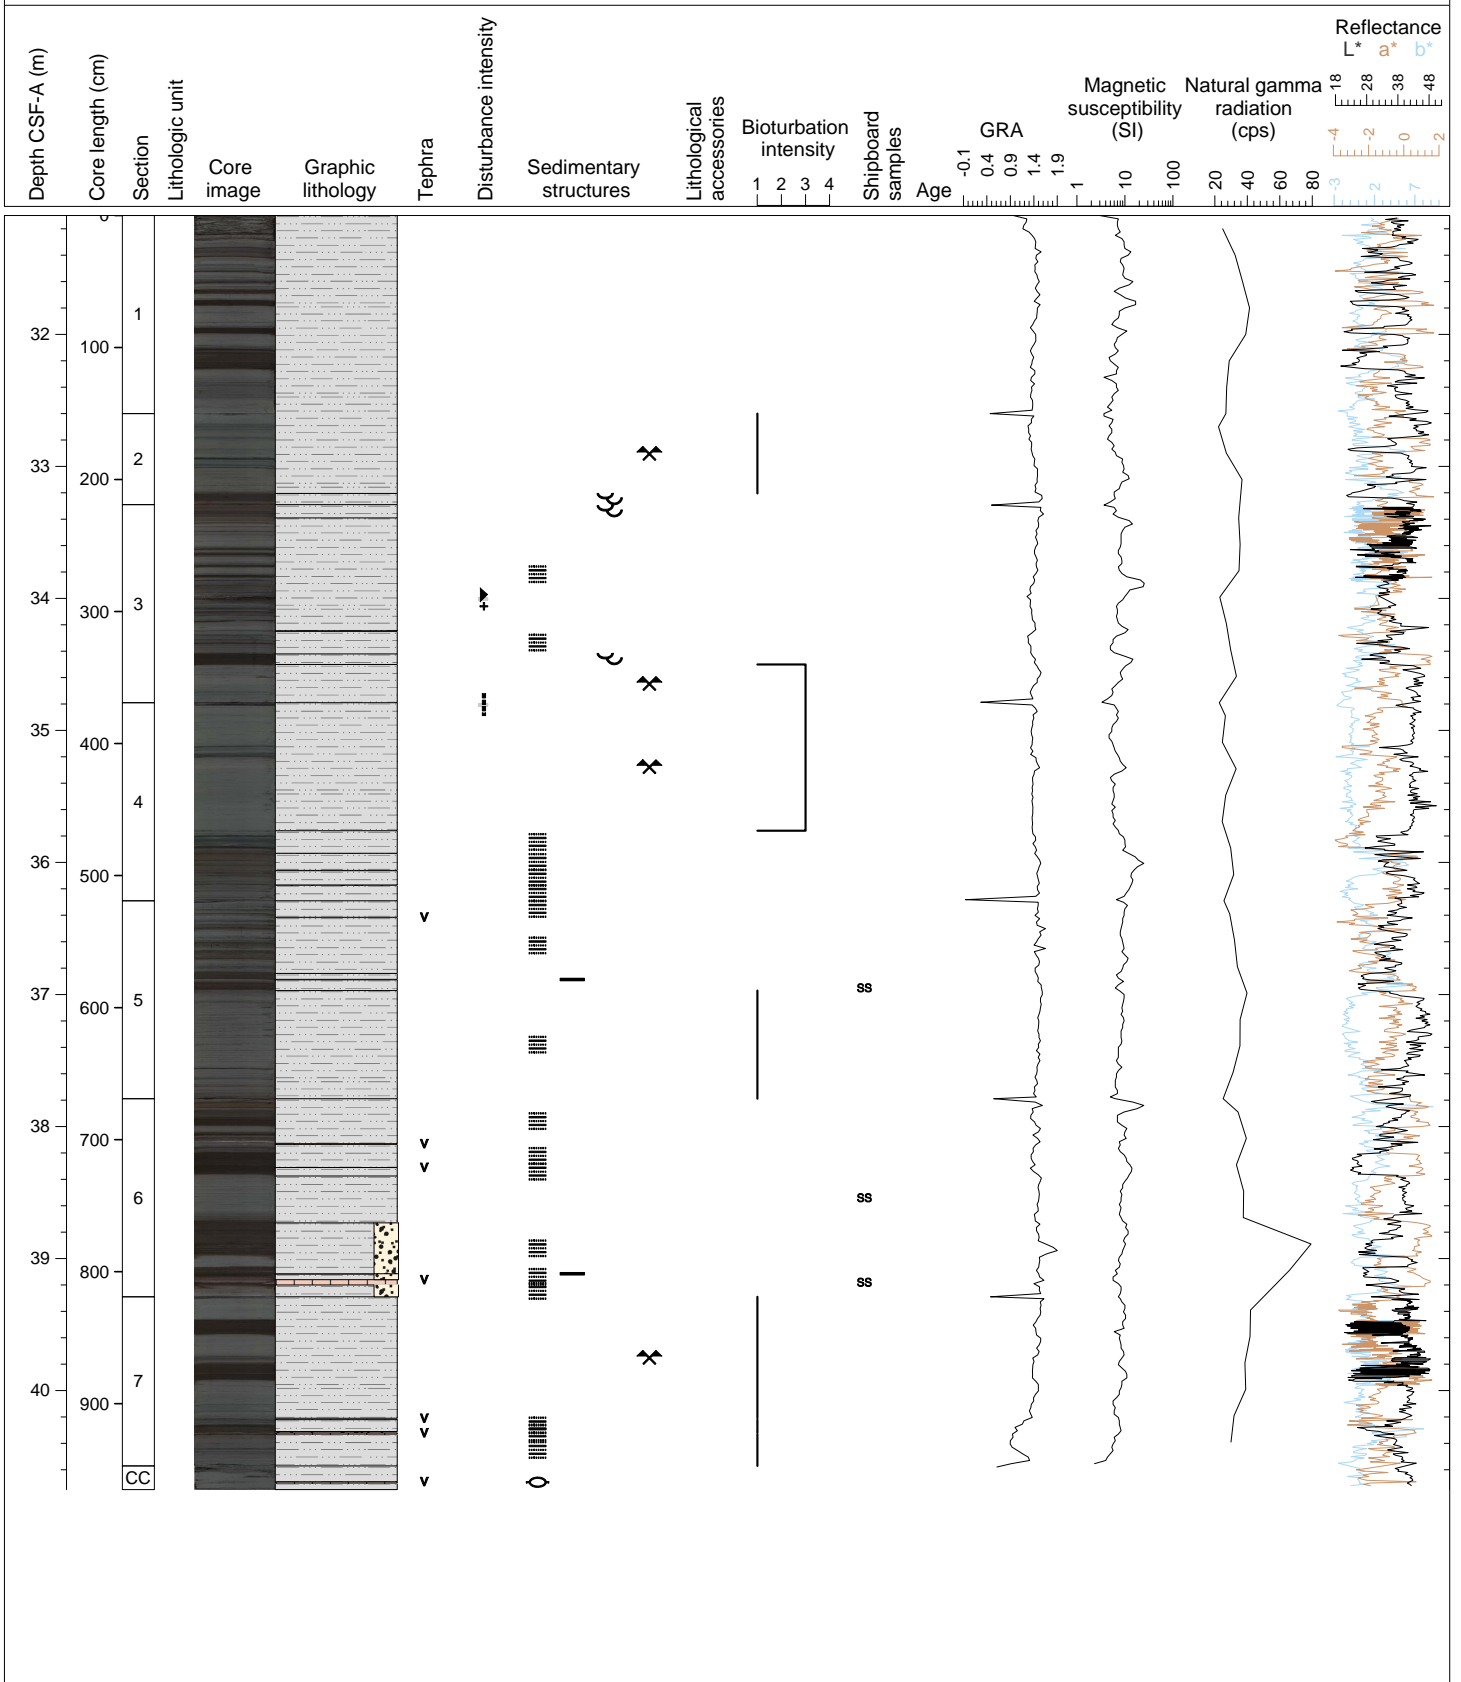 Depth CSF-A (m)
Core length (cm)
Section
Lithologic unit
Core
image
Graphic
lithology
Tephra
Disturbance intensity
Sedimentary
structures
Lithological
accessories
Bioturbation
intensity
1 2 3 4
Shipboard
samples
Age
GRA
-0.1 0.4 0.9 1.4 1.9
Magnetic
susceptibility
(SI)
1 10 100
Natural gamma
radiation
(cps)
20 40 60 80
Reflectance
L* a* b*
18 28 38 48
-4 -2 0 2
-3 2 7
0
1
32
100
2
33
200
34
300
3
35
400
4
36
500
v
37
600
5
ss
38
700
v
v
6
ss
39
800
v
ss
40
900
7
v
v
CC
v